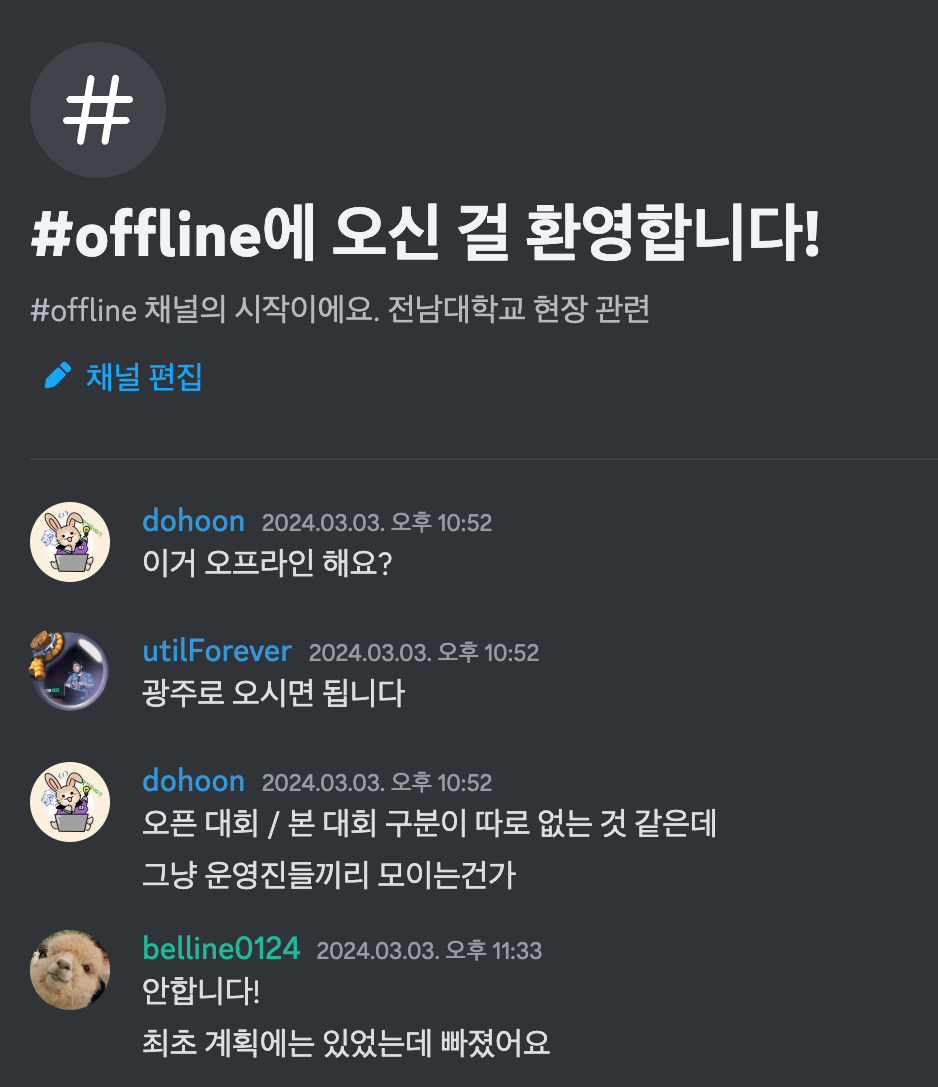 #offline에 오신 걸 환영합니다!
#offline 채널의 시작이에요. 전남대학교 현장 관련
채널 편집
dohoon 2024.03.03. 오후 10:52
이거 오프라인 해요?
utilForever 2024.03.03. 오후 10:52
광주로 오시면 됩니다
dohoon 2024.03.03. 오후 10:52
오픈 대회 / 본 대회 구분이 따로 없는 것 같은데
그냥 운영진들끼리 모이는건가
belline0124 2024.03.03. 오후 11:33
안합니다!
최초 계획에는 있었는데 빠졌어요